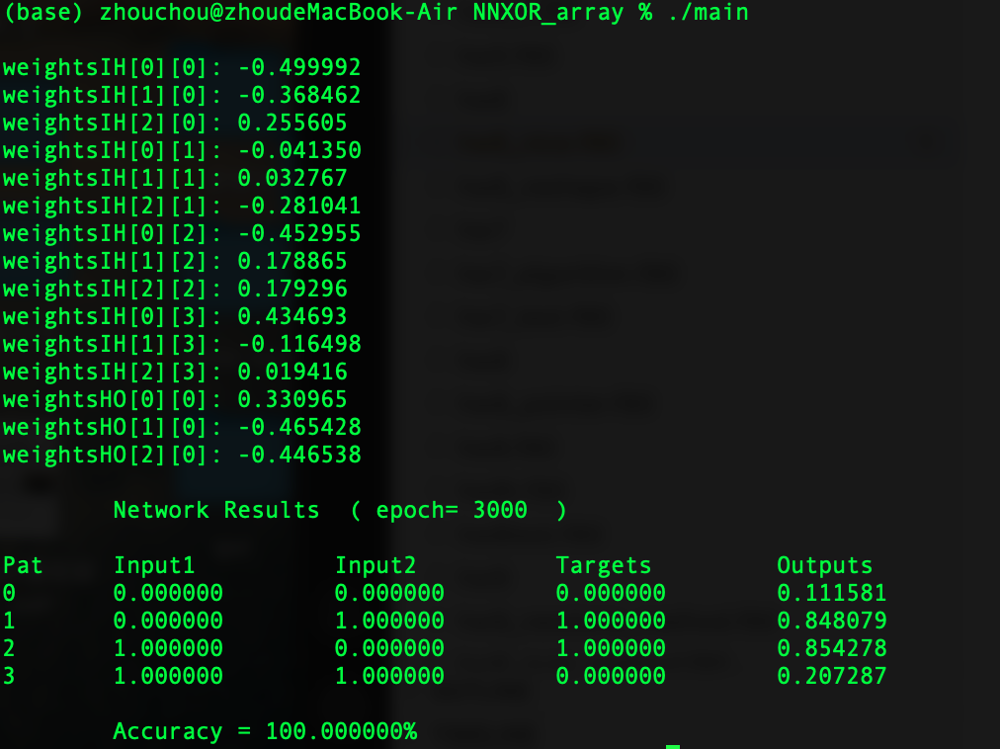 (base) zhouchou@zhoudeMacBook-Air NNXOR_array % ./main
weightsIH[0][0]: -0.499992
weightsIH[1][0]: -0.368462
weightsIH[2][0]: 0.255605
weightsIH[0][1]: -0.041350
weightsIH[1][1]: 0.032767
weightsIH[2][1]: -0.281041
weightsIH[0][2]: -0.452955
weightsIH[1][2]: 0.178865
weightsIH[2][2]: 0.179296
weightsIH[0][3]: 0.434693
weightsIH[1][3]: -0.116498
weightsIH[2][3]: 0.019416
weightsHO[0][0]: 0.330965
weightsHO[1][0]: -0.465428
weightsHO[2][0]: -0.446538
Network Results ( epoch= 3000 )
Pat Input1 Input2 Targets Outputs
0 0.000000 0.000000 0.000000 0.111581
1 0.000000 1.000000 1.000000 0.848079
2 1.000000 0.000000 1.000000 0.854278
3 1.000000 1.000000 0.000000 0.207287
Accuracy = 100.000000%